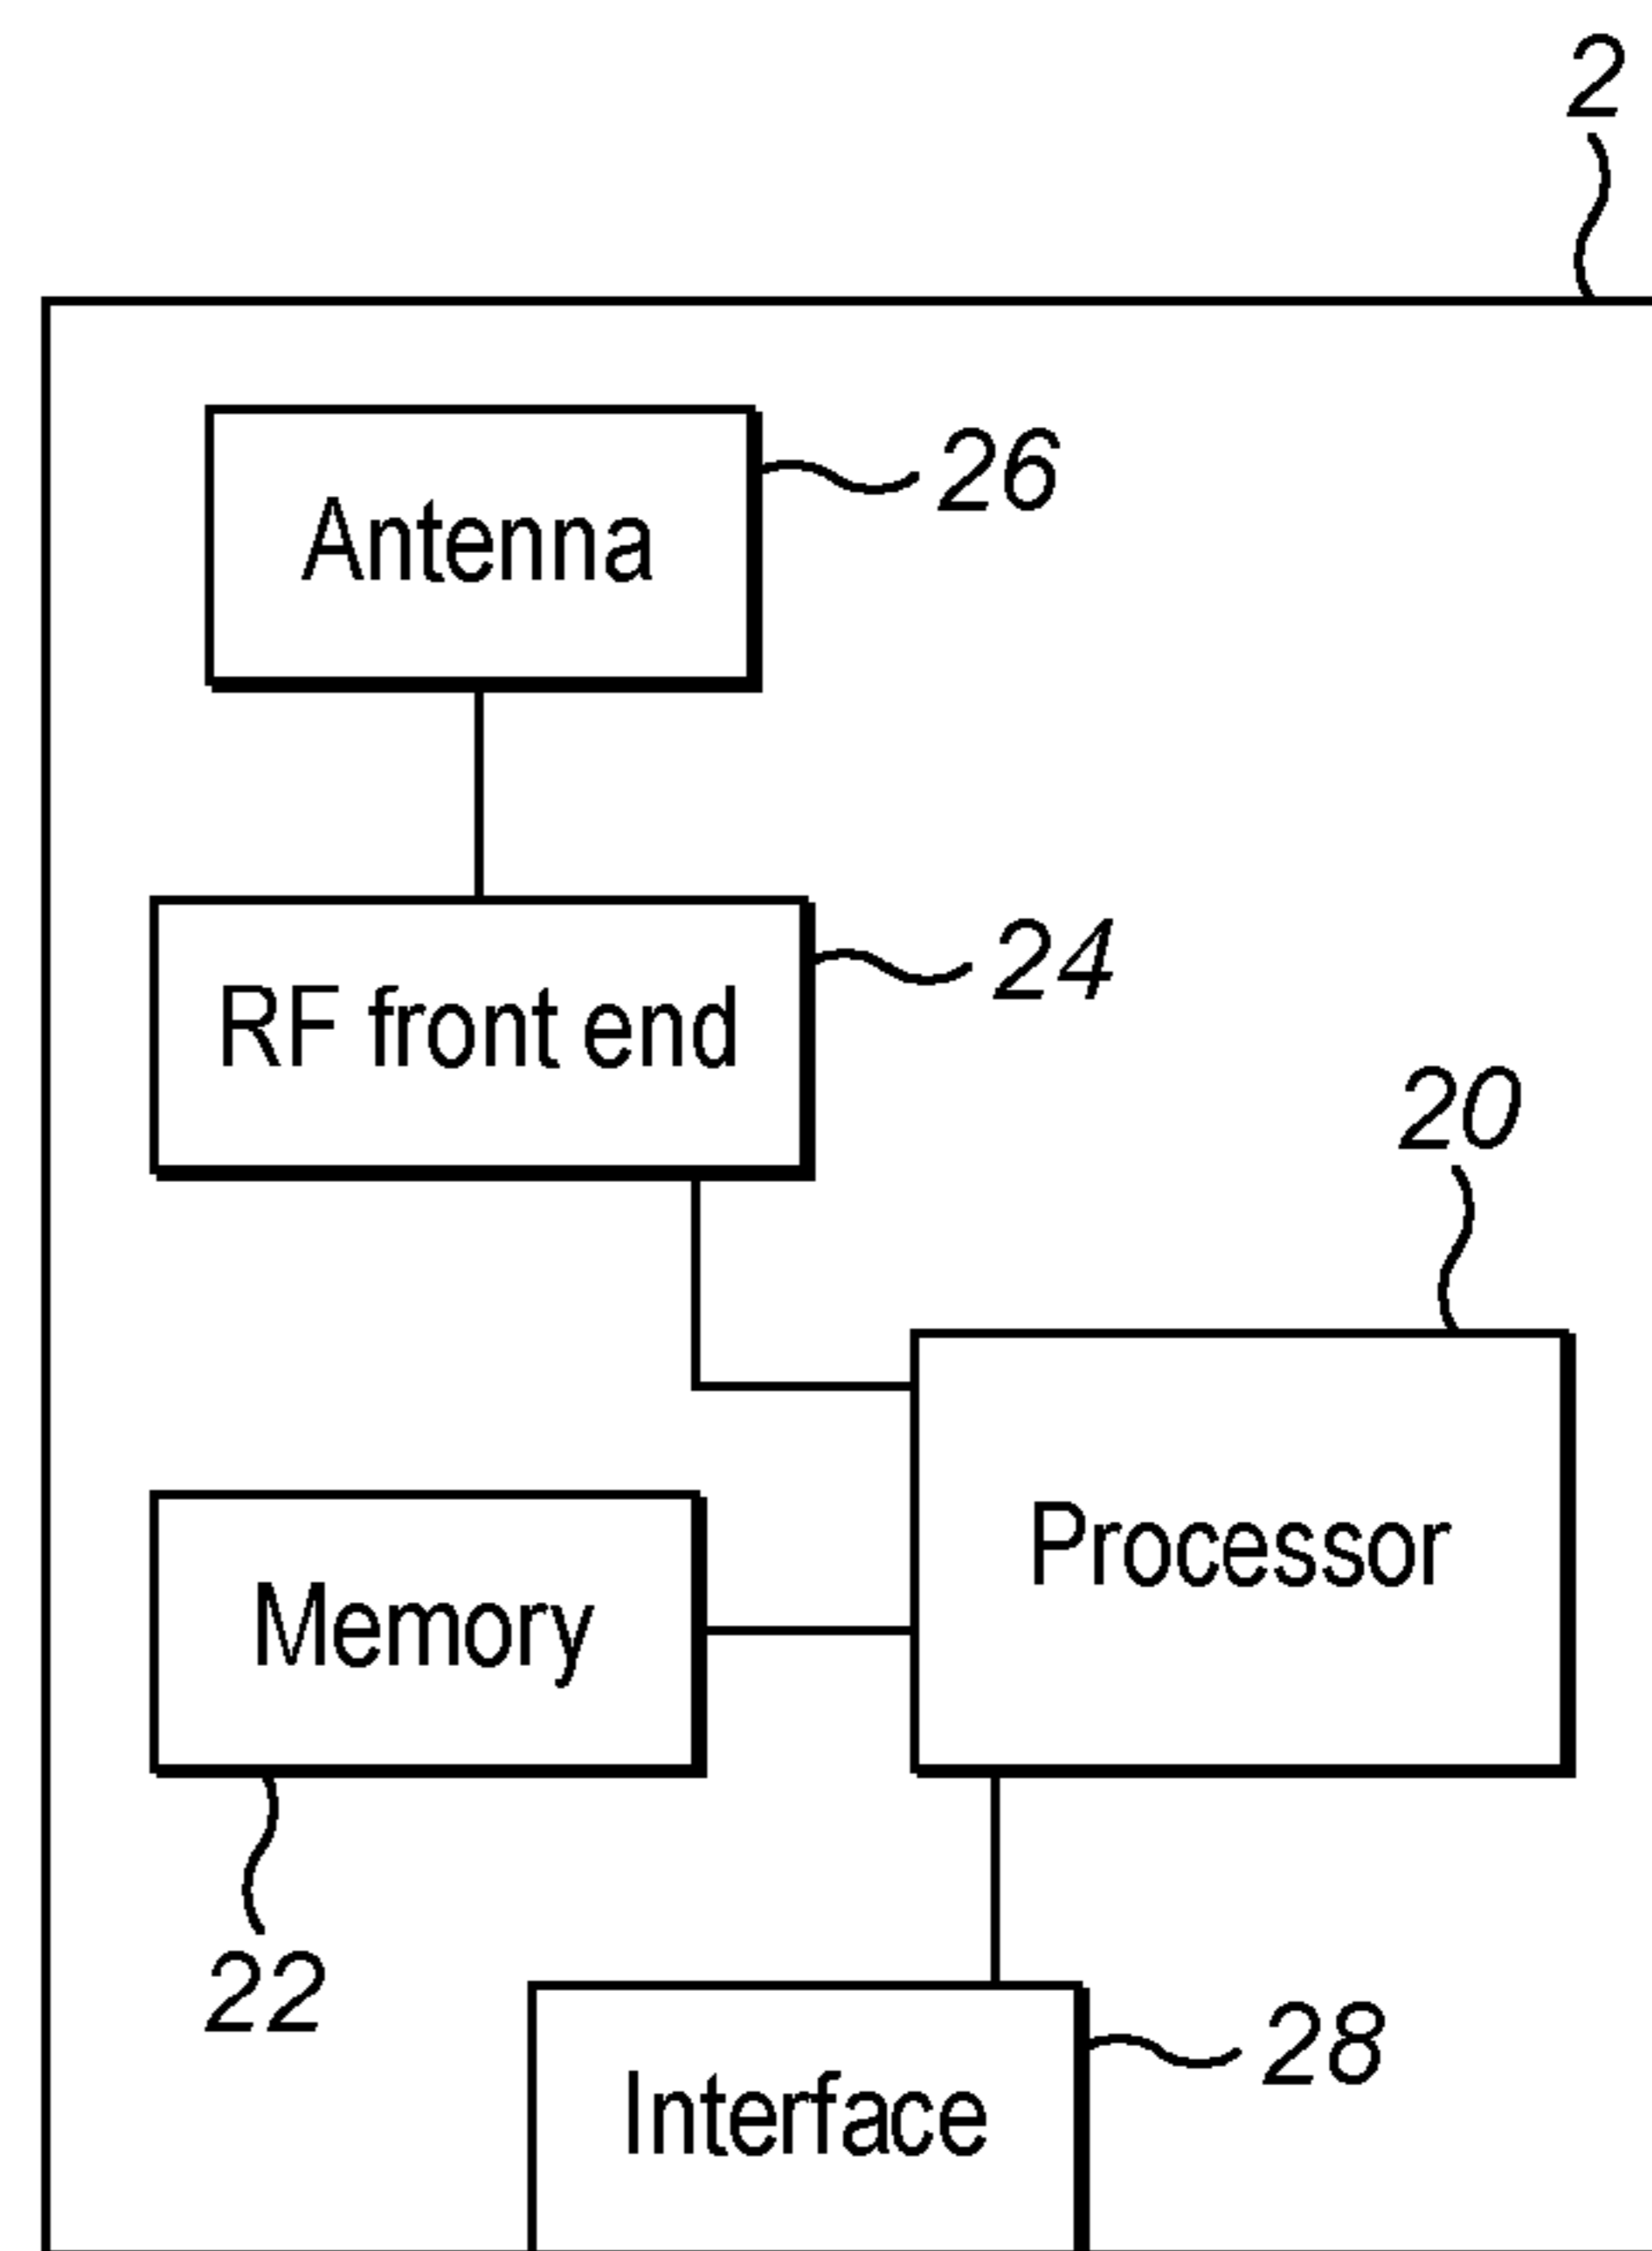 2
Antenna
26
RF front end
24
20
Processor
Memory
22
28
Interface